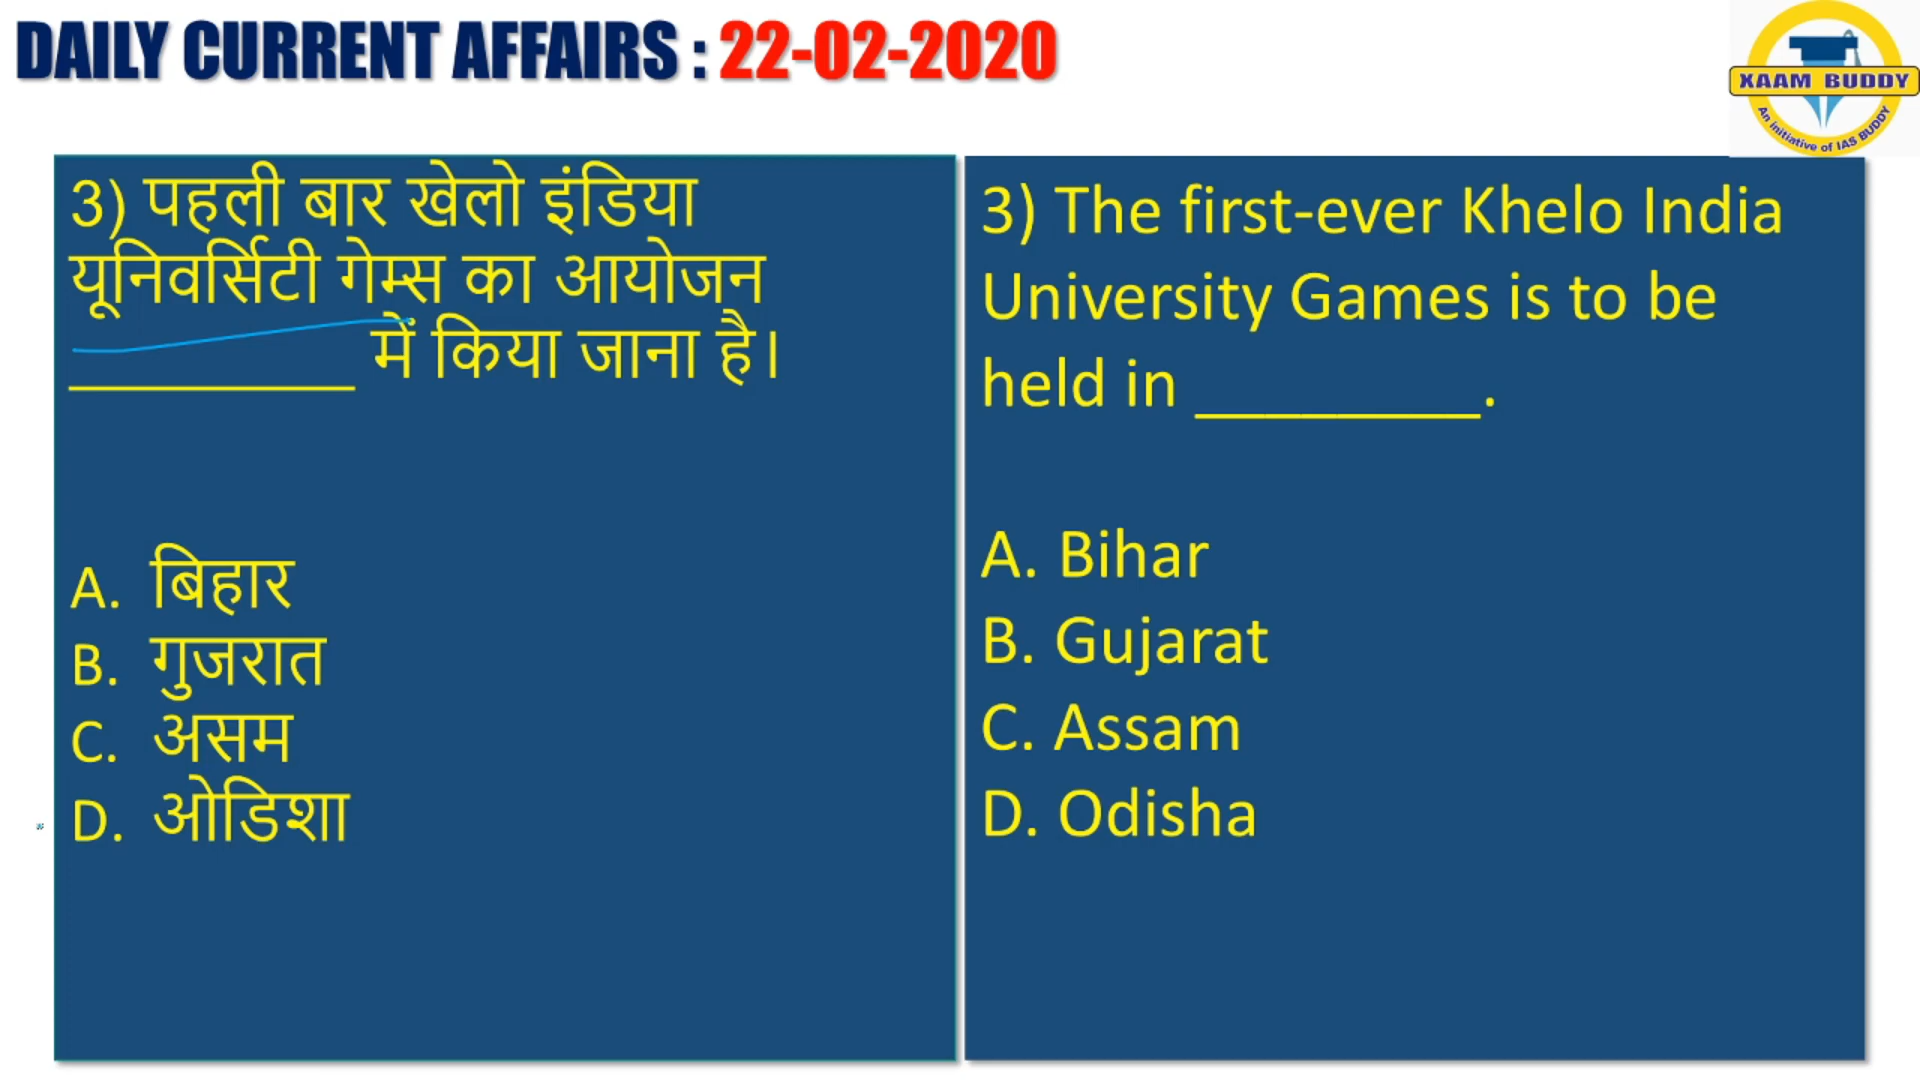 DAILY CURRENT AFFAIRS : 22-02-2020
XAAM BUDDY
An initiative of IAS BUDDY
3) पहली बार खेलो इंडिया
यूनिवर्सिटी गेम्स का आयोजन
________ में किया जाना है।
A. बिहार
B. गुजरात
C. असम
D. ओडिशा
3) The first-ever Khelo India
University Games is to be
held in ________.
A. Bihar
B. Gujarat
C. Assam
D. Odisha